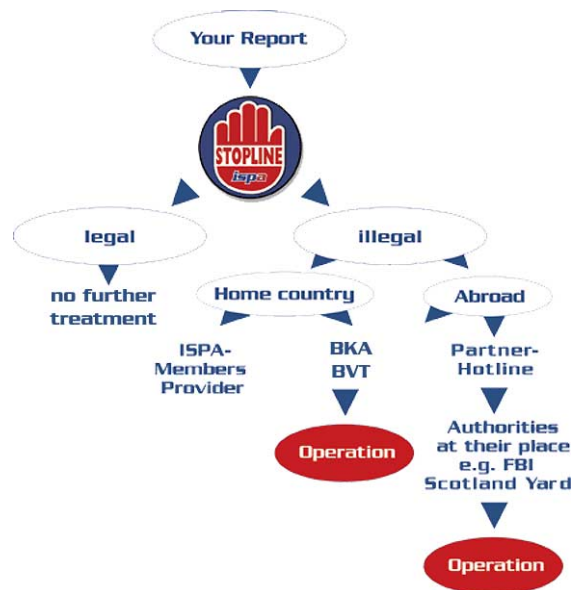 Your Report
STOPLINE
ispa
legal
illegal
no further
treatment
Home country
Abroad
ISPA-
Members
Provider
BKA
BVT
Partner-
Hotline
Operation
Authorities
at their place
e.g. FBI
Scotland Yard
Operation